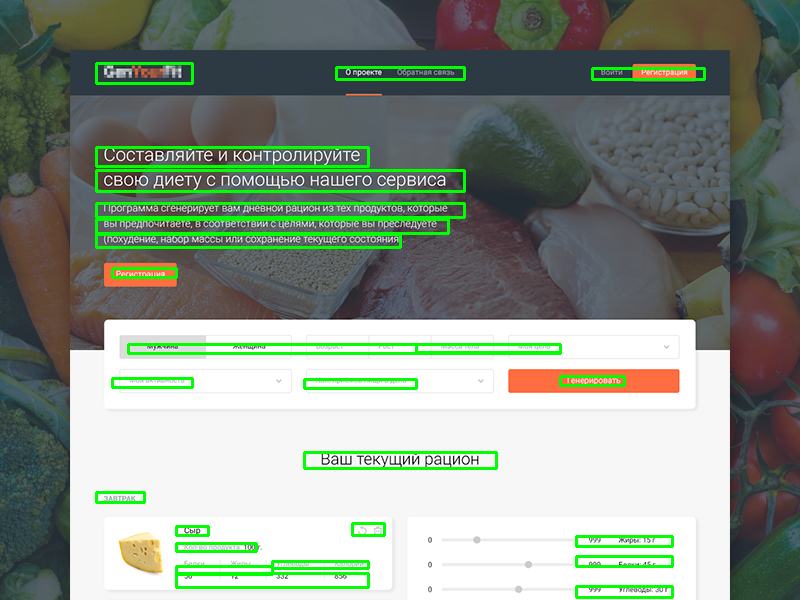 GenYourFit
О проекте Обратная связь
Войти Регистрация
Составляйте и контролируйте
свою диету с помощью нашего сервиса
Программа сгенерирует вам дневной рацион из тех продуктов, которые
вы предпочитаете, в соответствии с целями, которые вы преследуете
(похудение, набор массы или сохранение текущего состояния
Регистрация
Мужчина Женщина Возраст Рост Масса тела Моя цель
Моя активность
Генерировать
Ваш текущий рацион
ЗАВТРАК
Сыр
Кол-во продукта: 100 г.
Белки Жиры Углеводы Калории
12 332 856
0 999 Жиры: 15 г
0 999 Белки: 45 г
0 999 Углеводы: 30 г